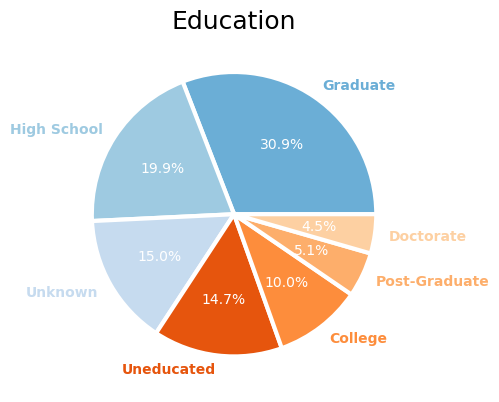 Education
Graduate
30.9%
High School
19.9%
Unknown
15.0%
Uneducated
14.7%
College
10.0%
Post-Graduate
5.1%
Doctorate
4.5%